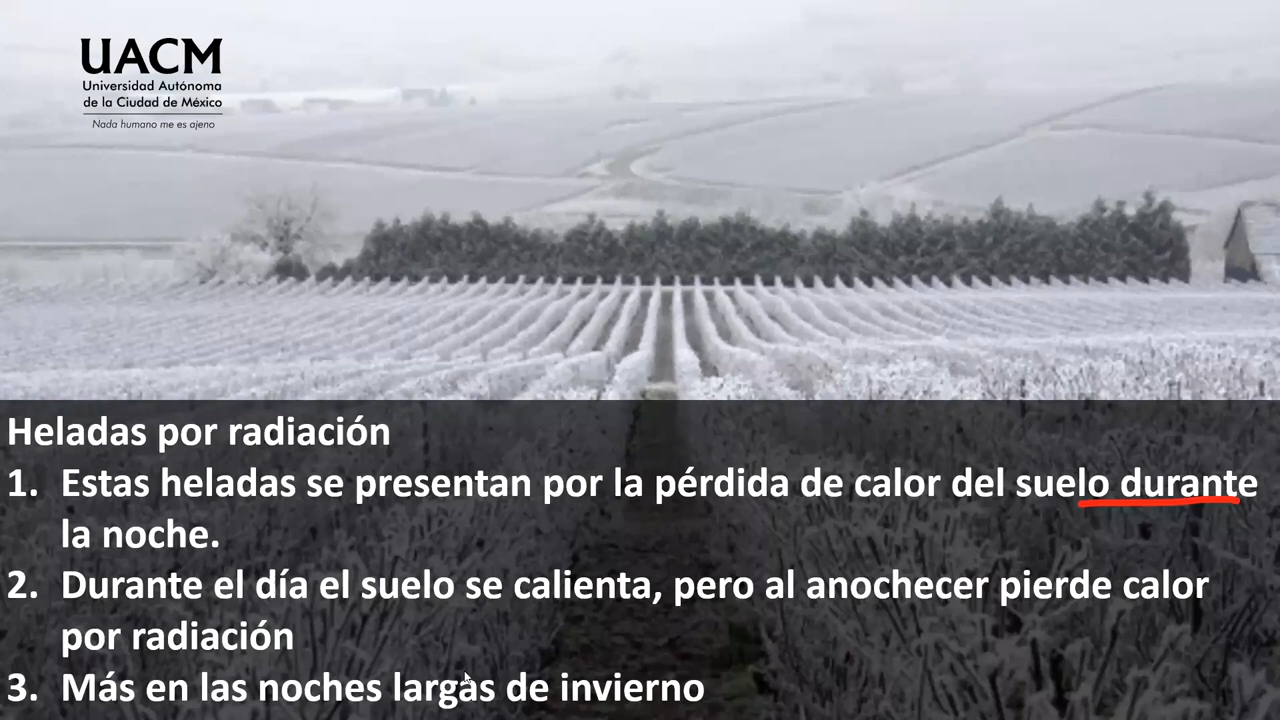 UACM
Universidad Autónoma
de la Ciudad de México
Nada humano me es ajeno
Heladas por radiación
1. Estas heladas se presentan por la pérdida de calor del suelo durante
la noche.
2. Durante el día el suelo se calienta, pero al anochecer pierde calor
por radiación
3. Más en las noches largas de invierno